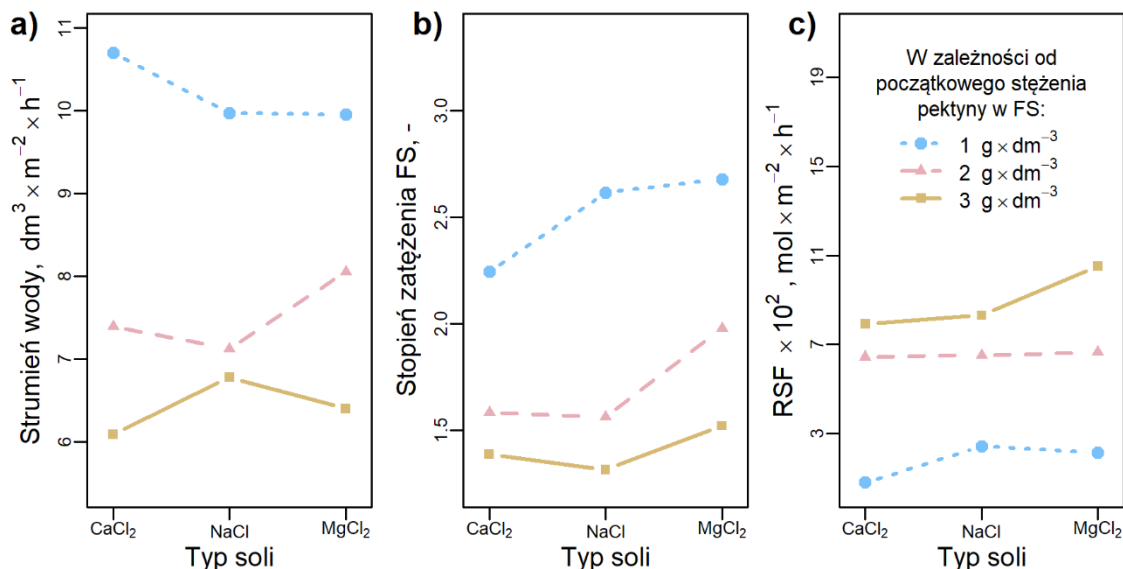 a)
Strumień wody, dm³ × m⁻² × h⁻¹
11
10
9
8
7
6
CaCl₂
NaCl
MgCl₂
Typ soli
b)
Stopień zatężenia FS, -
3.0
2.5
2.0
1.5
CaCl₂
NaCl
MgCl₂
Typ soli
c)
RSF × 10², mol × m⁻² × h⁻¹
19
15
11
7
3
W zależności od
początkowego stężenia
pektyny w FS:
1 g × dm⁻³
2 g × dm⁻³
3 g × dm⁻³
CaCl₂
NaCl
MgCl₂
Typ soli